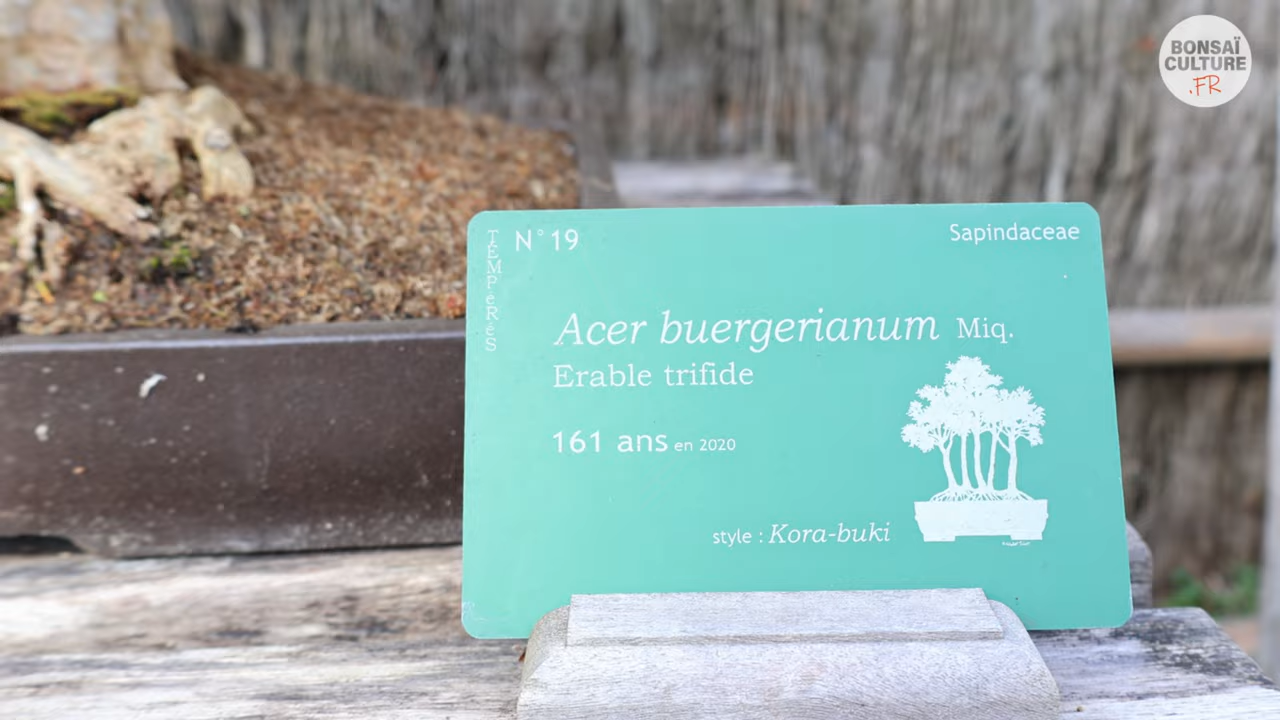 BONSAÏ
CULTURE
.FR
TEMPéRéS
N°19
Sapindaceae
Acer buergerianum Miq.
Erable trifide
161 ans en 2020
style : Kora-buki